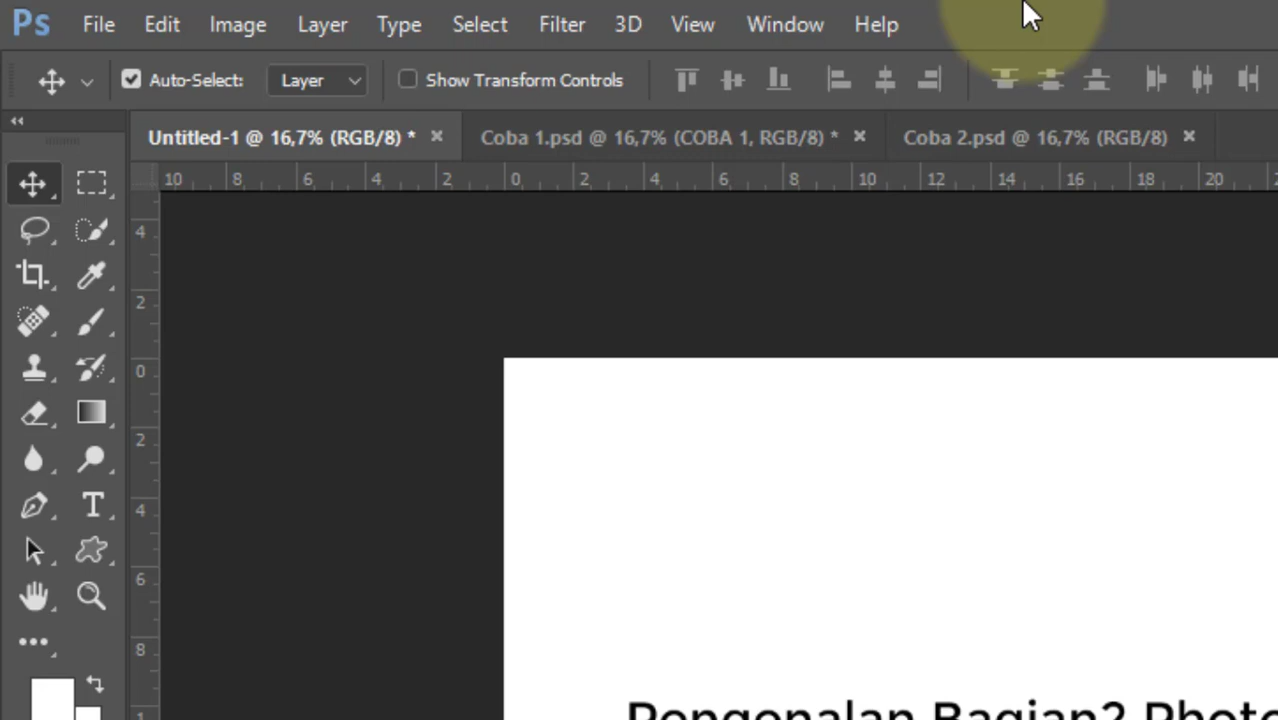 Ps File Edit Image Layer Type Select Filter 3D View Window Help
Auto-Select: Layer Show Transform Controls
Untitled-1 @ 16,7% (RGB/8) * × Coba 1.psd @ 16,7% (COBA 1, RGB/8) * × Coba 2.psd @ 16,7% (RGB/8) ×
10 8 6 4 2 0 2 4 6 8 10 12 14 16 18 20
4
2
0
2
4
T
6
8
Pengenalan Bagian2